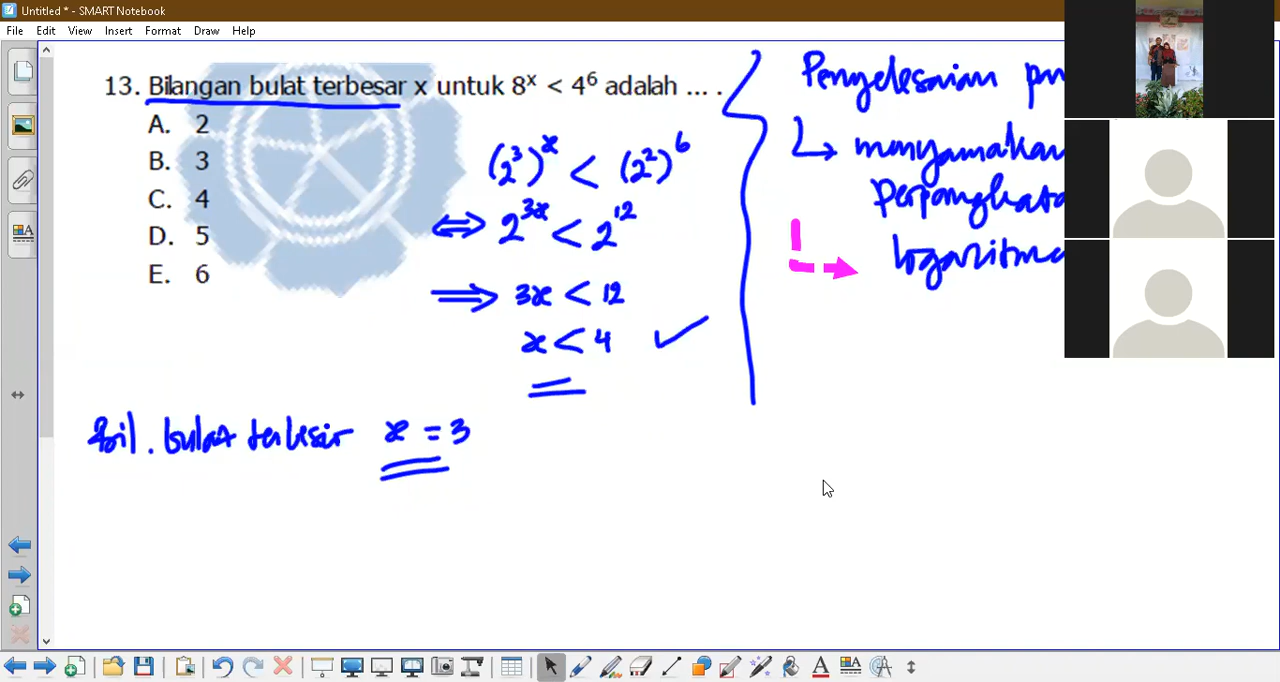 Untitled * - SMART Notebook
File Edit View Insert Format Draw Help
13. Bilangan bulat terbesar x untuk 8ˣ < 4⁶ adalah ... .
A. 2
B. 3
C. 4
D. 5
E. 6
(2³)ˣ < (2²)⁶
⇔ 2³ˣ < 2¹²
⇒ 3x < 12
x < 4 ✓
Bil. bulat terbesar x = 3
Penyelesaian
↳ menyamakan
Perpangkata
logaritma